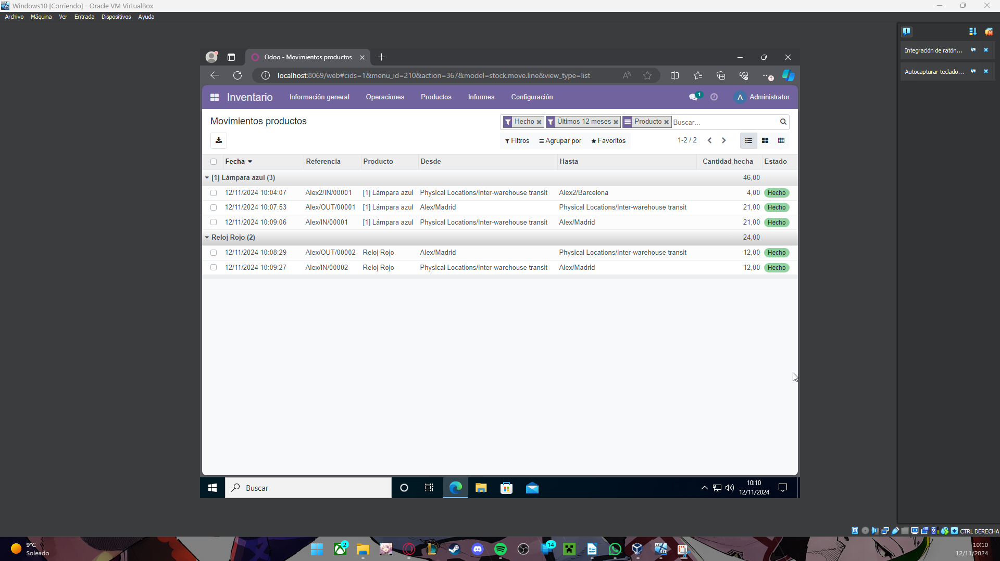 Windows10 [Corriendo] - Oracle VM VirtualBox
Archivo Máquina Ver Entrada Dispositivos Ayuda
Integración de ratón...
Autocapturar teclado...
Odoo - Movimientos productos
localhost:8069/web#cids=1&menu_id=210&action=367&model=stock.move.line&view_type=list
Inventario Información general Operaciones Productos Informes Configuración 1 A Administrator
Movimientos productos
Hecho Últimos 12 meses Producto Buscar...
Filtros Agrupar por Favoritos 1-2 / 2
Fecha Referencia Producto Desde Hasta Cantidad hecha Estado
[1] Lámpara azul (3) 46,00
12/11/2024 10:04:07 Alex2/IN/00001 [1] Lámpara azul Physical Locations/Inter-warehouse transit Alex2/Barcelona 4,00 Hecho
12/11/2024 10:07:53 Alex/OUT/00001 [1] Lámpara azul Alex/Madrid Physical Locations/Inter-warehouse transit 21,00 Hecho
12/11/2024 10:09:06 Alex/IN/00001 [1] Lámpara azul Physical Locations/Inter-warehouse transit Alex/Madrid 21,00 Hecho
Reloj Rojo (2) 24,00
12/11/2024 10:08:29 Alex/OUT/00002 Reloj Rojo Alex/Madrid Physical Locations/Inter-warehouse transit 12,00 Hecho
12/11/2024 10:09:27 Alex/IN/00002 Reloj Rojo Physical Locations/Inter-warehouse transit Alex/Madrid 12,00 Hecho
Buscar
10:10
12/11/2024
CTRL DERECHA
9°C
Soleado
2
14
10:10
12/11/2024